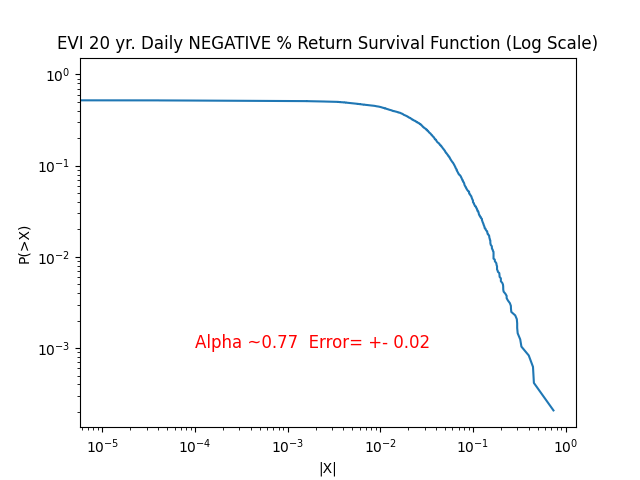 EVI 20 yr. Daily NEGATIVE % Return Survival Function (Log Scale)
10⁰
10⁻¹
10⁻²
10⁻³
P(>X)
Alpha ~0.77  Error= +- 0.02
10⁻⁵ 10⁻⁴ 10⁻³ 10⁻² 10⁻¹ 10⁰
|X|